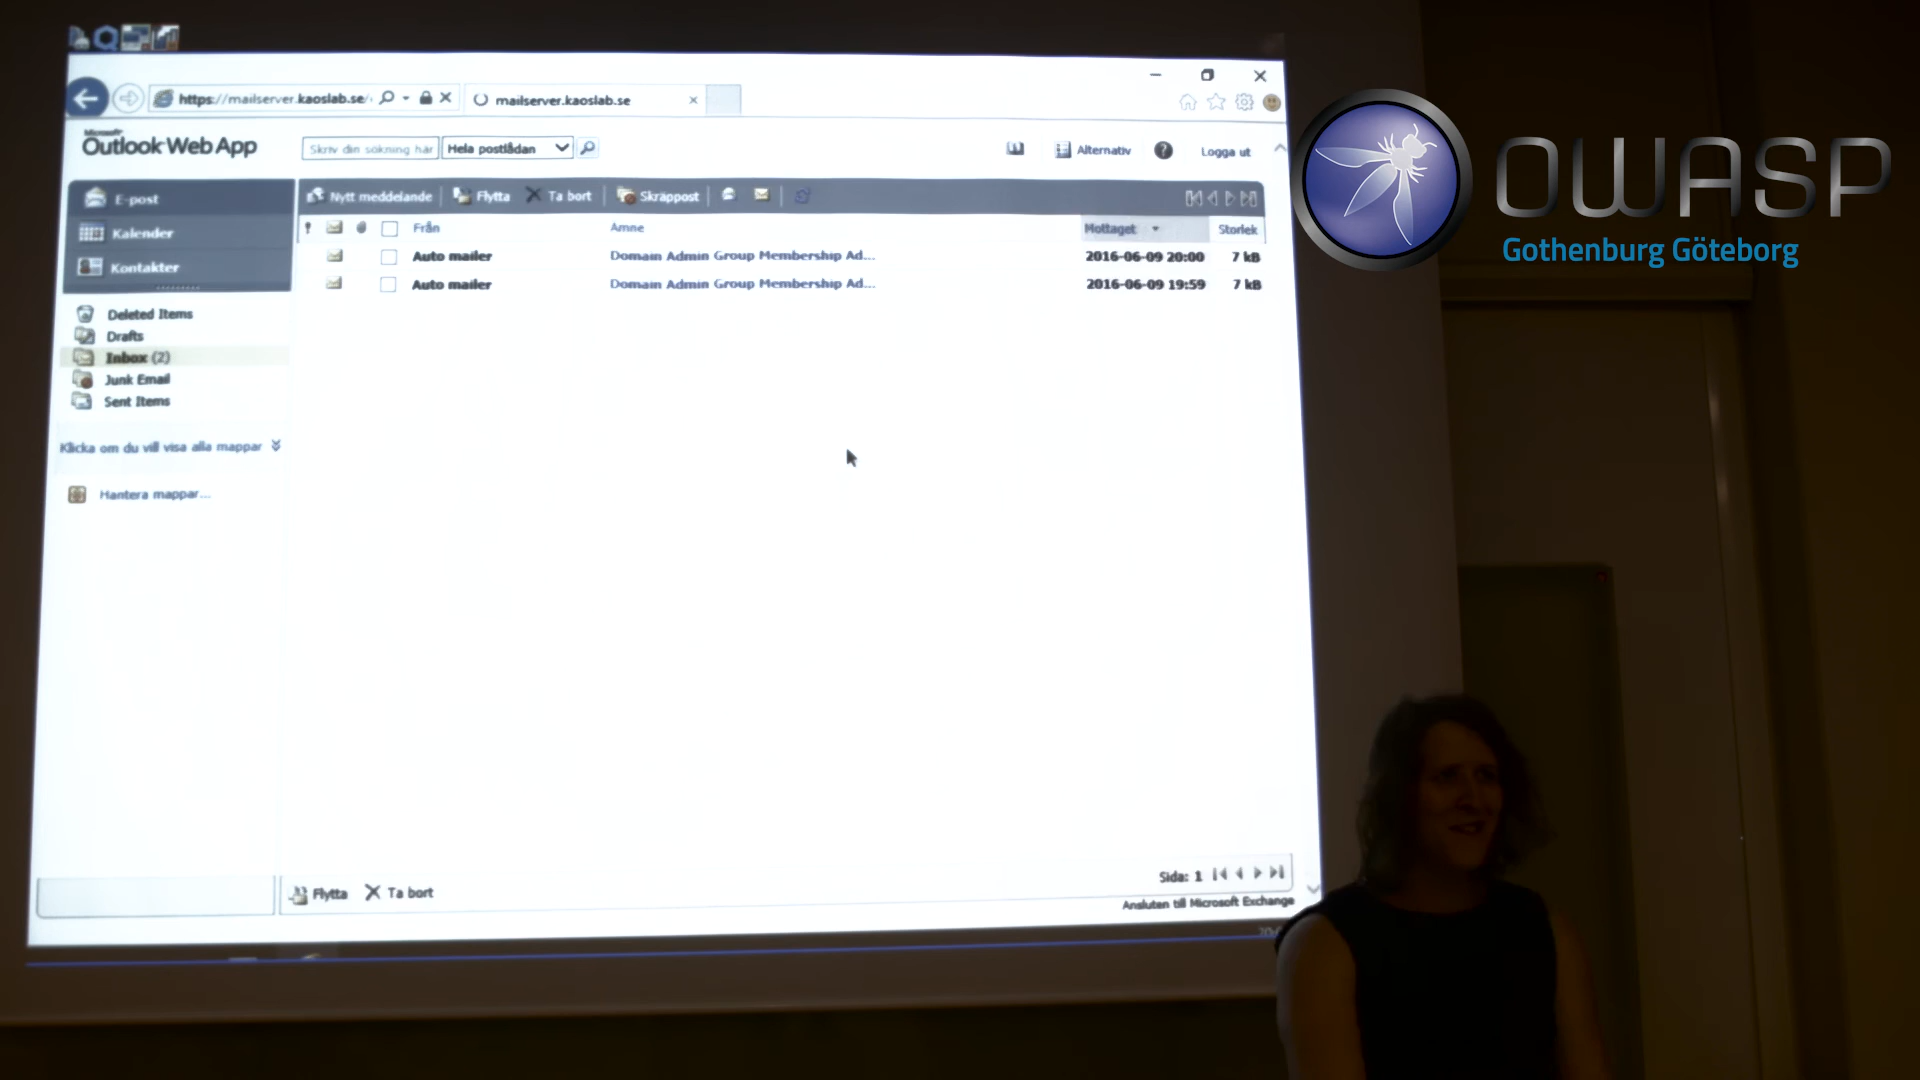 https://mailserver.kaoslab.se/
mailserver.kaoslab.se
Microsoft
Outlook Web App
Skriv din sökning här
Hela postlådan
Alternativ
Logga ut
E-post
Kalender
Kontakter
Nytt meddelande
Flytta
Ta bort
Skräppost
Från
Ämne
Mottaget
Storlek
Auto mailer
Domain Admin Group Membership Ad...
2016-06-09 20:00
7 kB
Auto mailer
Domain Admin Group Membership Ad...
2016-06-09 19:59
7 kB
Deleted Items
Drafts
Inbox (2)
Junk Email
Sent Items
Klicka om du vill visa alla mappar
Hantera mappar...
Flytta
Ta bort
Sida: 1
Ansluten till Microsoft Exchange
OWASP
Gothenburg Göteborg